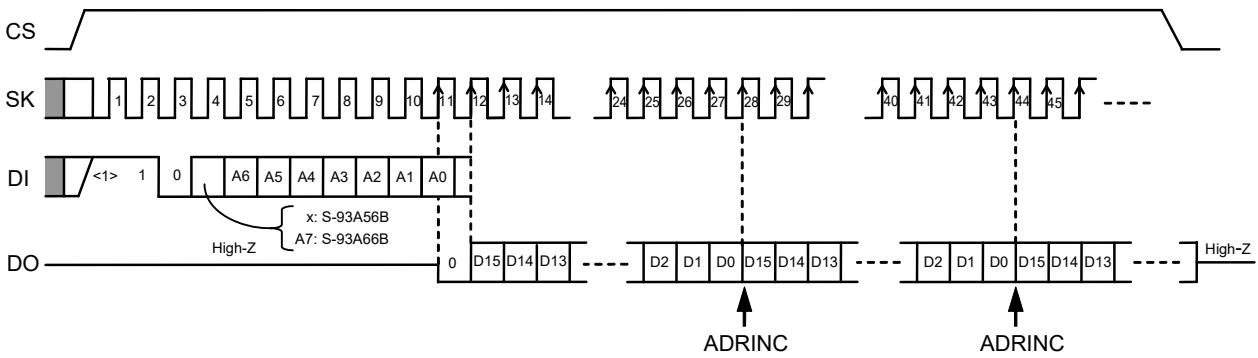 CS
SK 1 2 3 4 5 6 7 8 9 10 11 12 13 14 24 25 26 27 28 29 40 41 42 43 44 45
DI <1> 1 0 A6 A5 A4 A3 A2 A1 A0
x: S-93A56B
A7: S-93A66B
High-Z
DO 0 D15 D14 D13 D2 D1 D0 D15 D14 D13 D2 D1 D0 D15 D14 D13 High-Z
ADRINC ADRINC